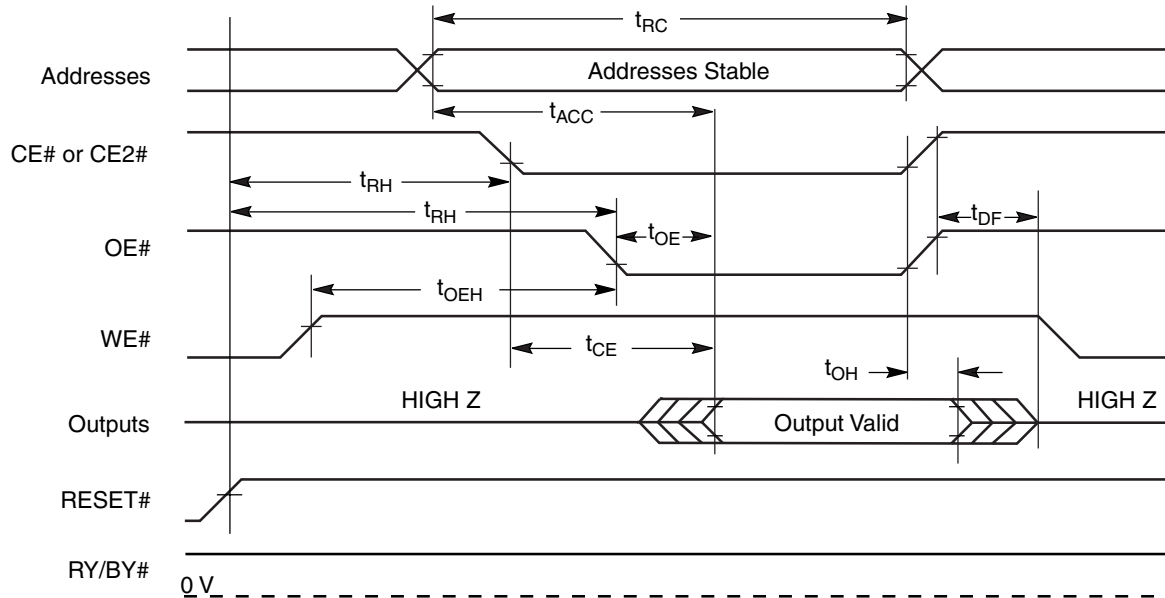 tRC
Addresses
Addresses Stable
tACC
CE# or CE2#
tRH
tRH
tOE
tDF
OE#
tOEH
WE#
tCE
tOH
HIGH Z
HIGH Z
Outputs
Output Valid
RESET#
RY/BY#
0 V